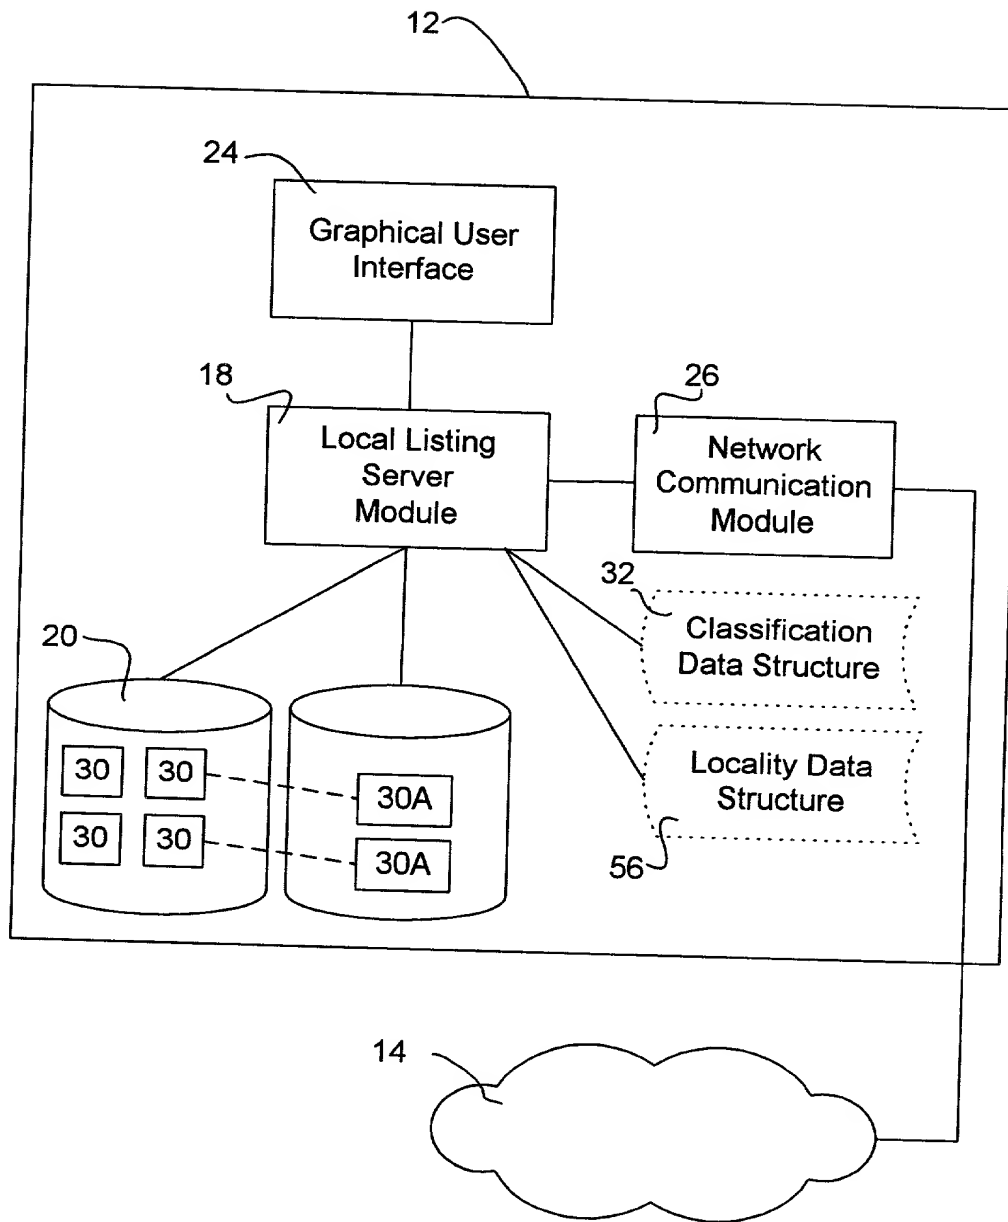 12
24
Graphical User
Interface
18
Local Listing
Server
Module
26
Network
Communication
Module
32
Classification
Data Structure
20
30 30
30A
30 30
30A
Locality Data
Structure
56
14